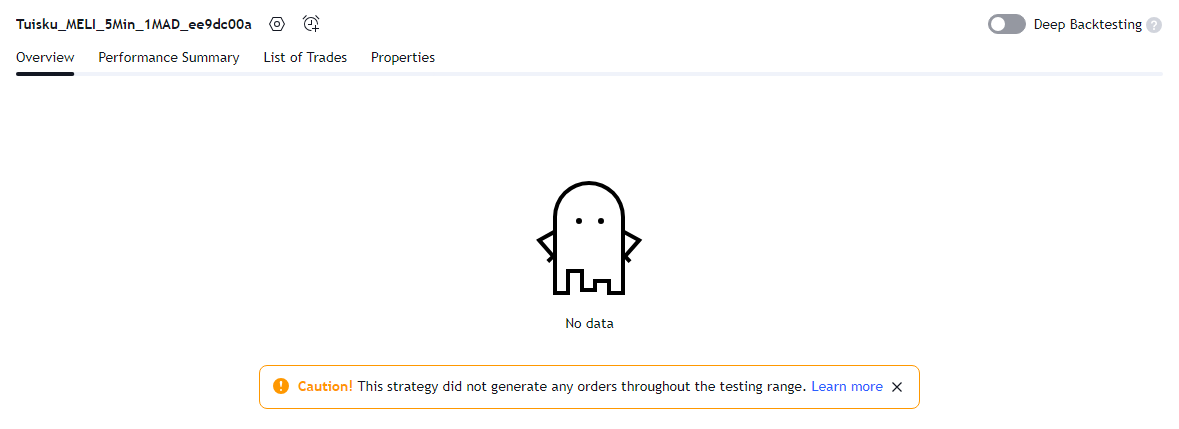 Tuisku_MELI_5Min_1MAD_ee9dc00a
Deep Backtesting ?
Overview Performance Summary List of Trades Properties
No data
Caution! This strategy did not generate any orders throughout the testing range. Learn more